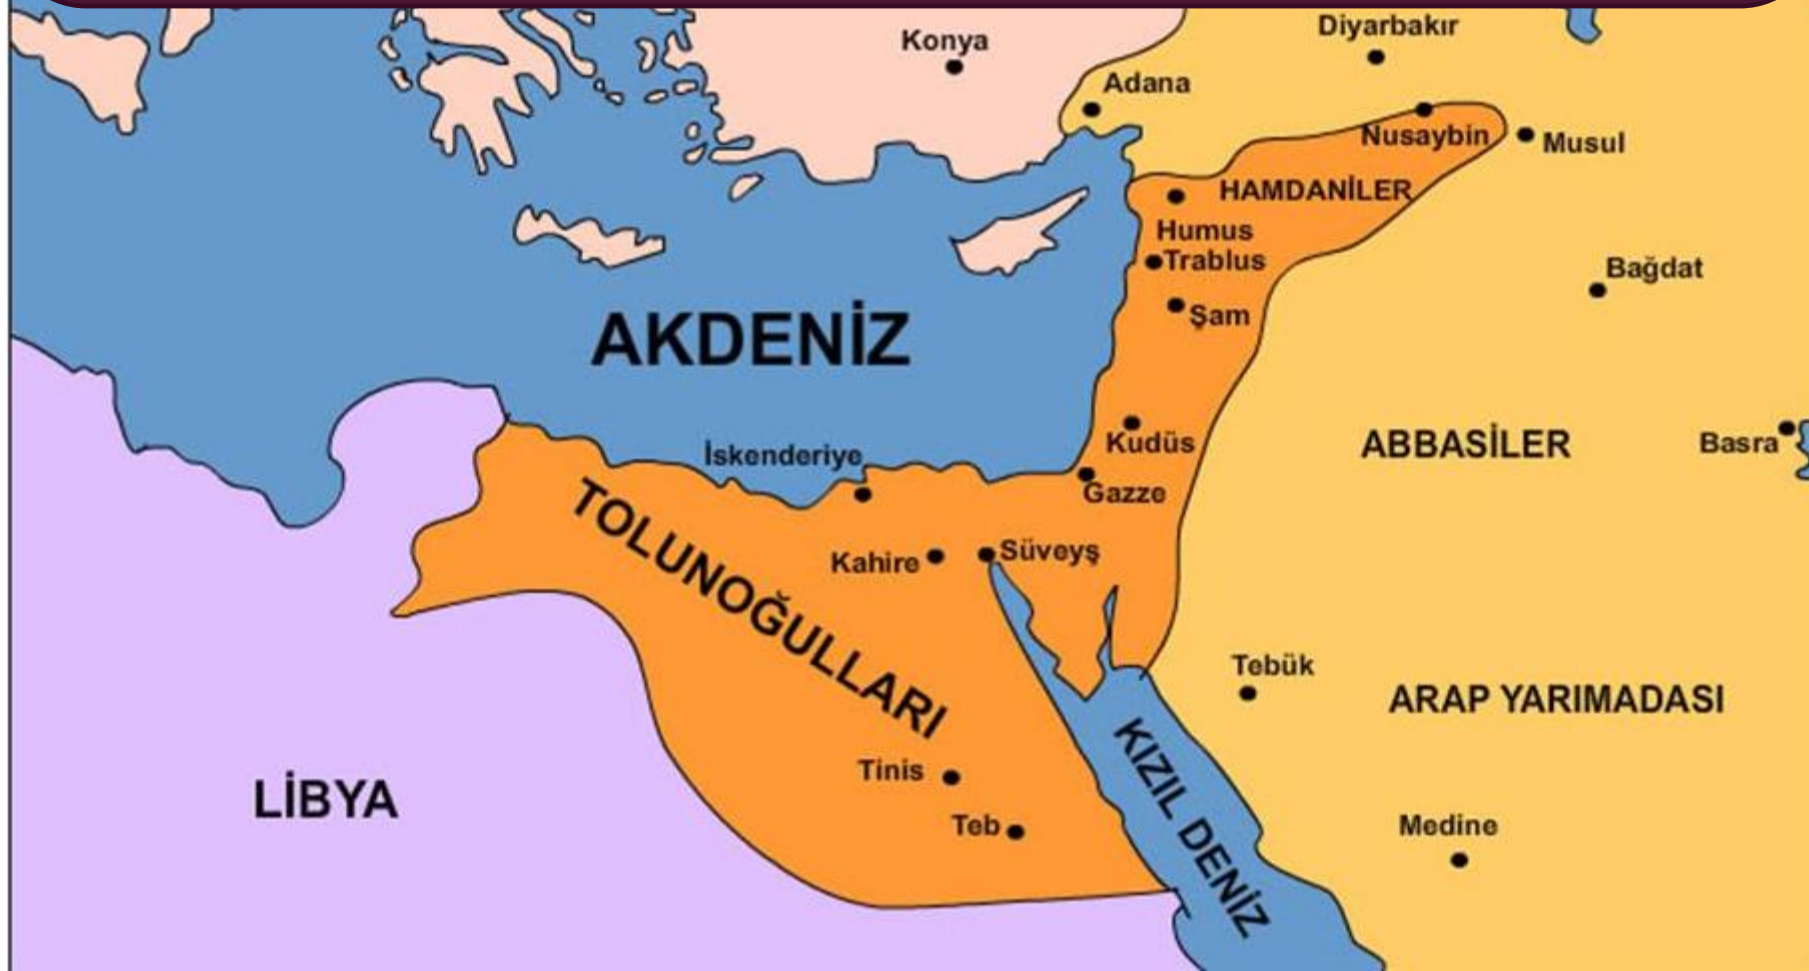 Diyarbakır
Konya
Adana
Nusaybin
Musul
HAMDANİLER
Humus
Trablus
Bağdat
Şam
AKDENİZ
Kudüs
ABBASİLER
Basra
İskenderiye
Gazze
TOLUNOĞULLARI
Kahire
Süveyş
Tebük
ARAP YARIMADASI
KIZIL DENİZ
Tinis
LİBYA
Teb
Medine